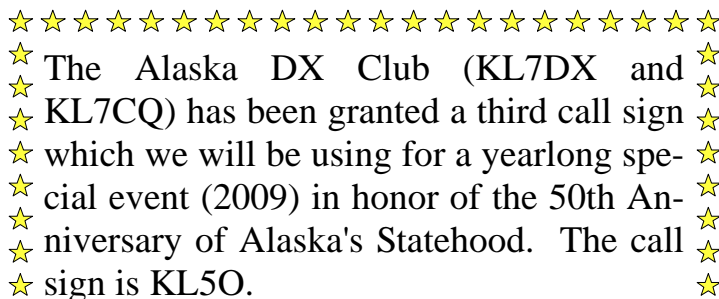 The Alaska DX Club (KL7DX and
KL7CQ) has been granted a third call sign
which we will be using for a yearlong spe-
cial event (2009) in honor of the 50th An-
niversary of Alaska's Statehood. The call
sign is KL5O.